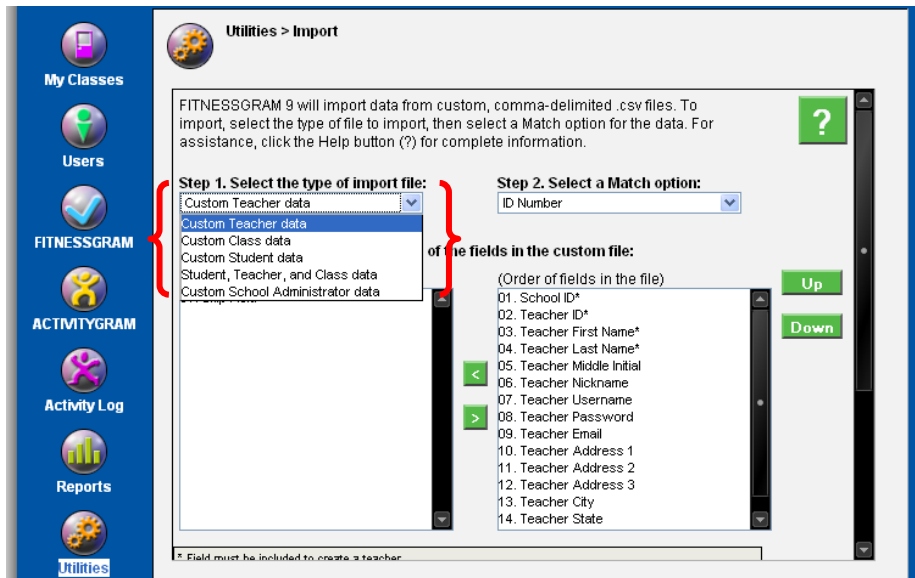 Utilities > Import
My Classes
Users
FITNESSGRAM
ACTIVITYGRAM
Activity Log
Reports
Utilities
FITNESSGRAM 9 will import data from custom, comma-delimited .csv files. To
import, select the type of file to import, then select a Match option for the data. For
assistance, click the Help button (?) for complete information.
?
Step 1. Select the type of import file:
Custom Teacher data
Custom Teacher data
Custom Class data
Custom Student data
Student, Teacher, and Class data
Custom School Administrator data
Step 2. Select a Match option:
ID Number
of the fields in the custom file:
(Order of fields in the file)
01. School ID*
02. Teacher ID*
03. Teacher First Name*
04. Teacher Last Name*
05. Teacher Middle Initial
06. Teacher Nickname
07. Teacher Username
08. Teacher Password
09. Teacher Email
10. Teacher Address 1
11. Teacher Address 2
12. Teacher Address 3
13. Teacher City
14. Teacher State
<
>
Up
Down
* Field must be included to create a teacher